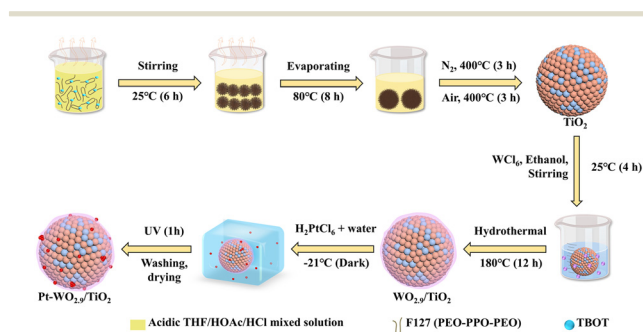 Stirring
25℃ (6 h)
Evaporating
80℃ (8 h)
N₂, 400℃ (3 h)
Air, 400℃ (3 h)
TiO₂
WCl₆, Ethanol,
Stirring
25℃ (4 h)
Hydrothermal
180℃ (12 h)
WO₂.₉/TiO₂
H₂PtCl₆ + water
-21℃ (Dark)
UV (1h)
Washing,
drying
Pt-WO₂.₉/TiO₂
Acidic THF/HOAc/HCl mixed solution
F127 (PEO-PPO-PEO)
TBOT